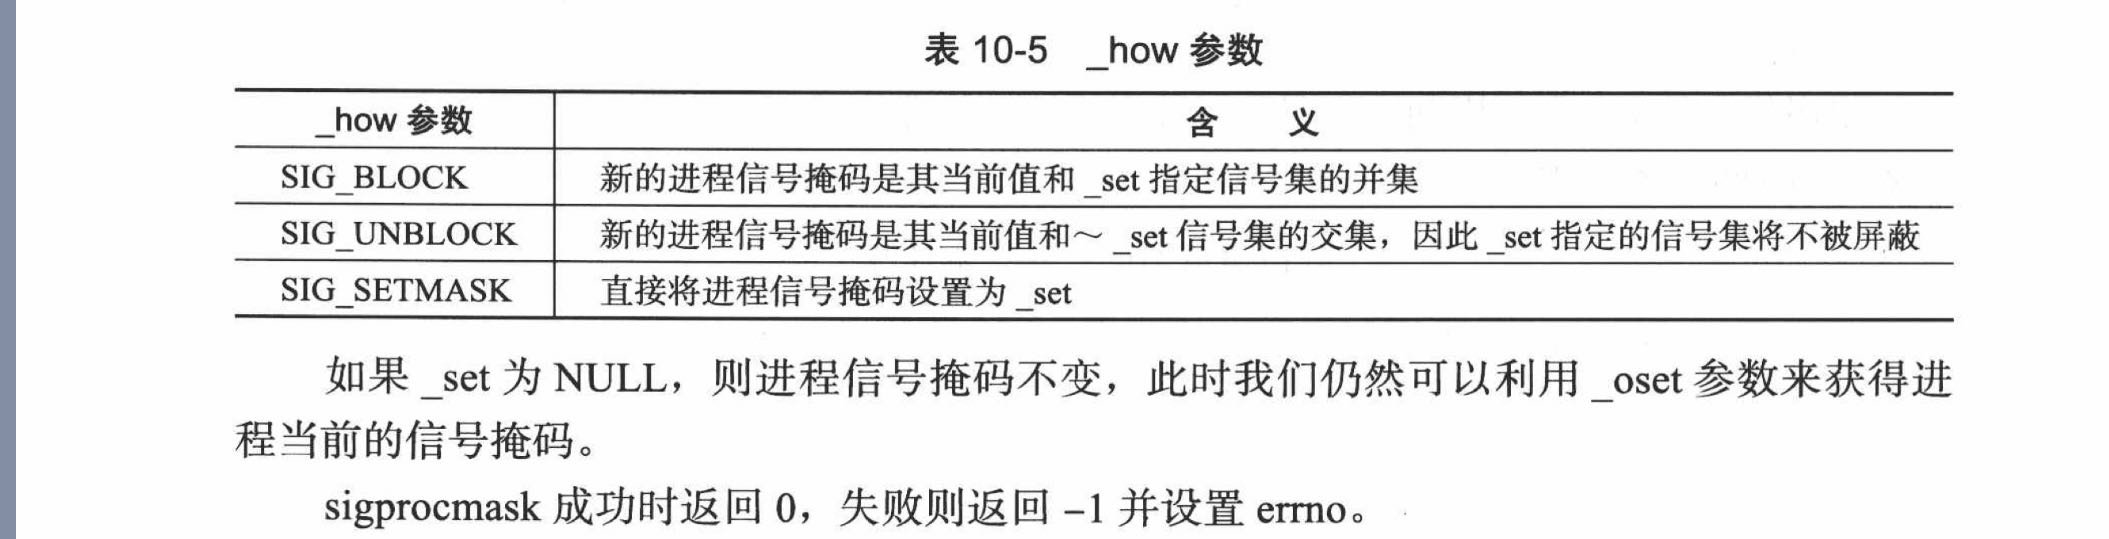 表 10-5 _how 参数
_how 参数 含 义
SIG_BLOCK 新的进程信号掩码是其当前值和 _set 指定信号集的并集
SIG_UNBLOCK 新的进程信号掩码是其当前值和～ _set 信号集的交集，因此 _set 指定的信号集将不被屏蔽
SIG_SETMASK 直接将进程信号掩码设置为 _set
如果 _set 为 NULL，则进程信号掩码不变，此时我们仍然可以利用 _oset 参数来获得进
程当前的信号掩码。
sigprocmask 成功时返回 0，失败则返回 –1 并设置 errno。